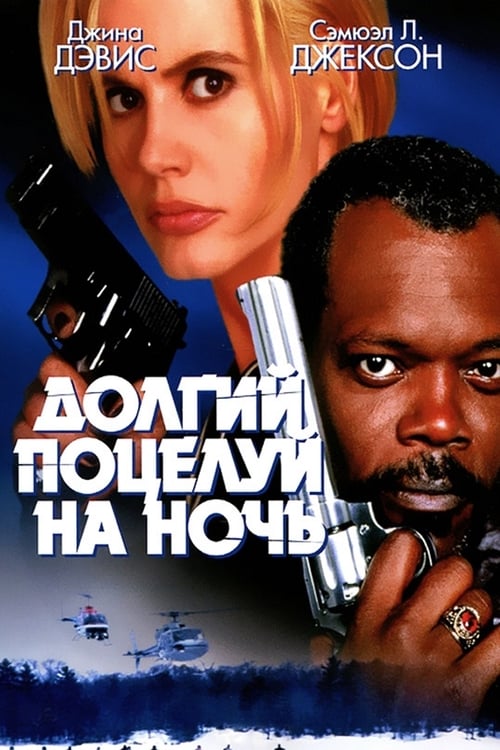 Джина
ДЭВИС
Сэмюэл Л.
ДЖЕКСОН
ДОЛГИЙ
ПОЦЕЛУЙ
НА НОЧЬ